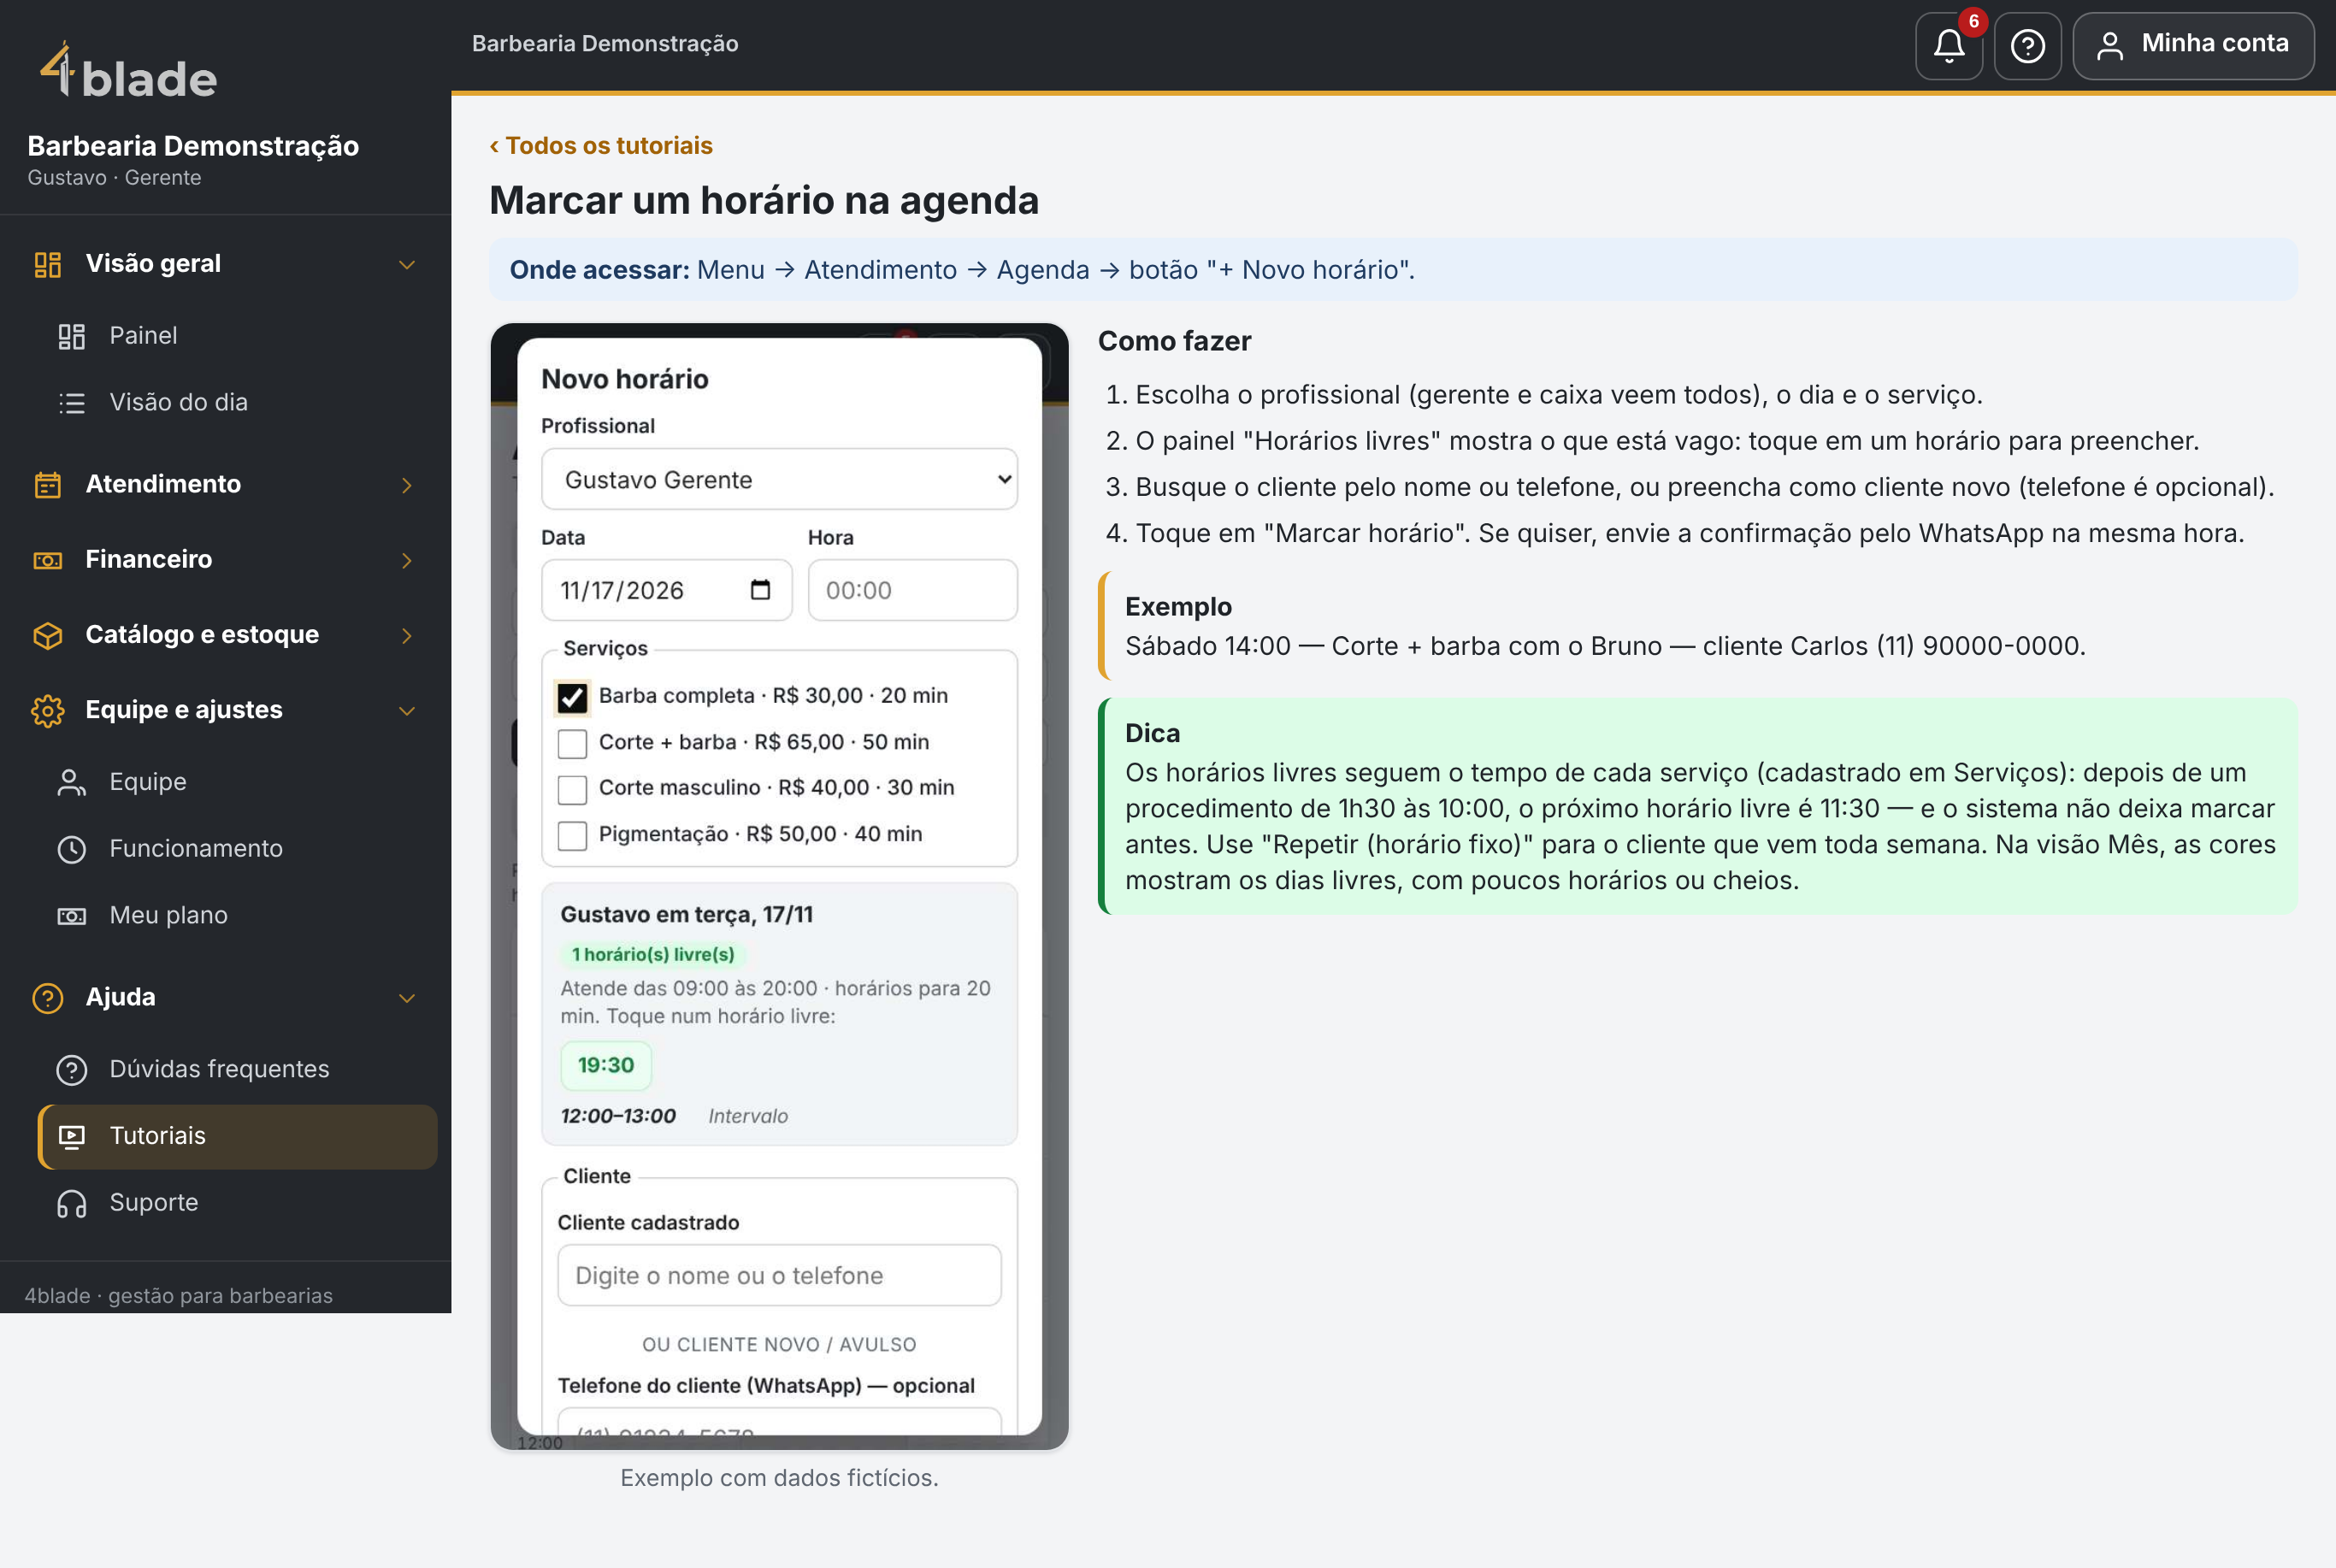 4blade
Barbearia Demonstração
Gustavo · Gerente
Visão geral
Painel
Visão do dia
Atendimento
Financeiro
Catálogo e estoque
Equipe e ajustes
Equipe
Funcionamento
Meu plano
Ajuda
Dúvidas frequentes
Tutoriais
Suporte
4blade · gestão para barbearias
Barbearia Demonstração
6
Minha conta
‹ Todos os tutoriais
Marcar um horário na agenda
Onde acessar: Menu → Atendimento → Agenda → botão "+ Novo horário".
Novo horário
Profissional
Gustavo Gerente
Data
Hora
11/17/2026
00:00
Serviços
Barba completa · R$ 30,00 · 20 min
Corte + barba · R$ 65,00 · 50 min
Corte masculino · R$ 40,00 · 30 min
Pigmentação · R$ 50,00 · 40 min
Gustavo em terça, 17/11
1 horário(s) livre(s)
Atende das 09:00 às 20:00 · horários para 20
min. Toque num horário livre:
19:30
12:00–13:00 Intervalo
Cliente
Cliente cadastrado
Digite o nome ou o telefone
OU CLIENTE NOVO / AVULSO
Telefone do cliente (WhatsApp) — opcional
12:00
Exemplo com dados fictícios.
Como fazer
1. Escolha o profissional (gerente e caixa veem todos), o dia e o serviço.
2. O painel "Horários livres" mostra o que está vago: toque em um horário para preencher.
3. Busque o cliente pelo nome ou telefone, ou preencha como cliente novo (telefone é opcional).
4. Toque em "Marcar horário". Se quiser, envie a confirmação pelo WhatsApp na mesma hora.
Exemplo
Sábado 14:00 — Corte + barba com o Bruno — cliente Carlos (11) 90000-0000.
Dica
Os horários livres seguem o tempo de cada serviço (cadastrado em Serviços): depois de um
procedimento de 1h30 às 10:00, o próximo horário livre é 11:30 — e o sistema não deixa marcar
antes. Use "Repetir (horário fixo)" para o cliente que vem toda semana. Na visão Mês, as cores
mostram os dias livres, com poucos horários ou cheios.